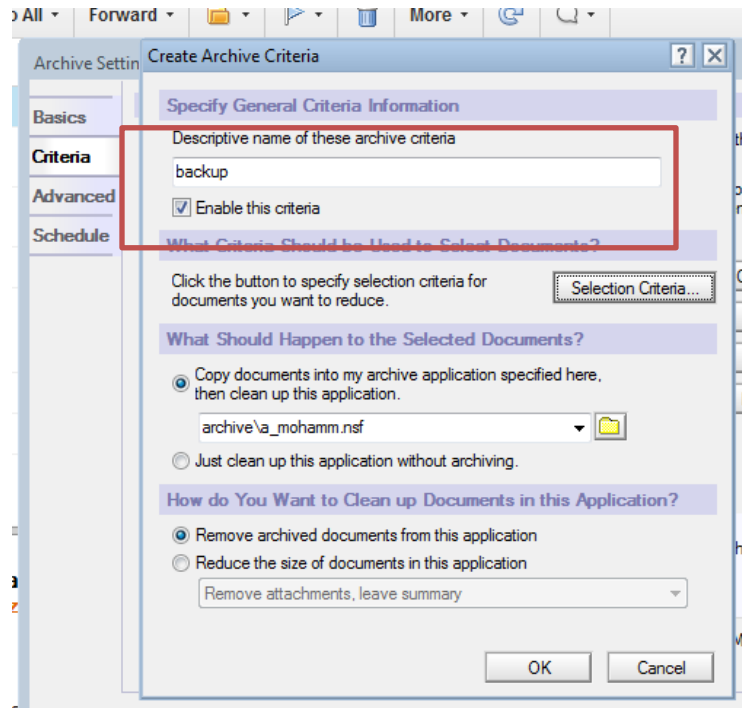 All
Forward
More
Archive Settin
Create Archive Criteria
Basics
Criteria
Advanced
Schedule
Specify General Criteria Information
Descriptive name of these archive criteria
backup
Enable this criteria
What Criteria Should be Used to Select Documents?
Click the button to specify selection criteria for
documents you want to reduce.
Selection Criteria...
What Should Happen to the Selected Documents?
Copy documents into my archive application specified here,
then clean up this application.
archive\a_mohamm.nsf
Just clean up this application without archiving.
How do You Want to Clean up Documents in this Application?
Remove archived documents from this application
Reduce the size of documents in this application
Remove attachments, leave summary
OK
Cancel